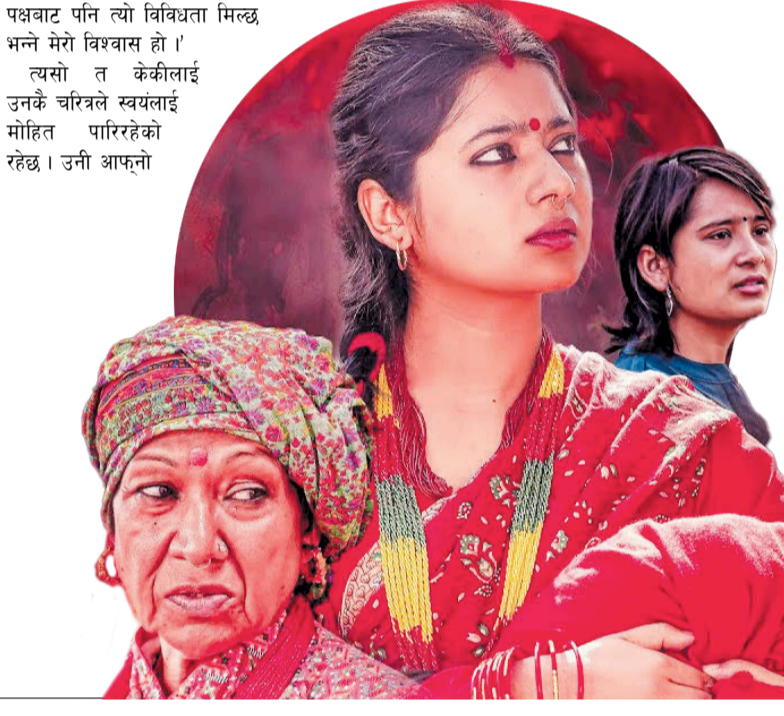 पक्षबाट पनि त्यो विविधता मिल्छ
भन्ने मेरो विश्वास हो ।’
त्यसो त केकीलाई
उनकै चरित्रले स्वयंलाई
मोहित पारिरहेको
रहेछ । उनी आफ्नो